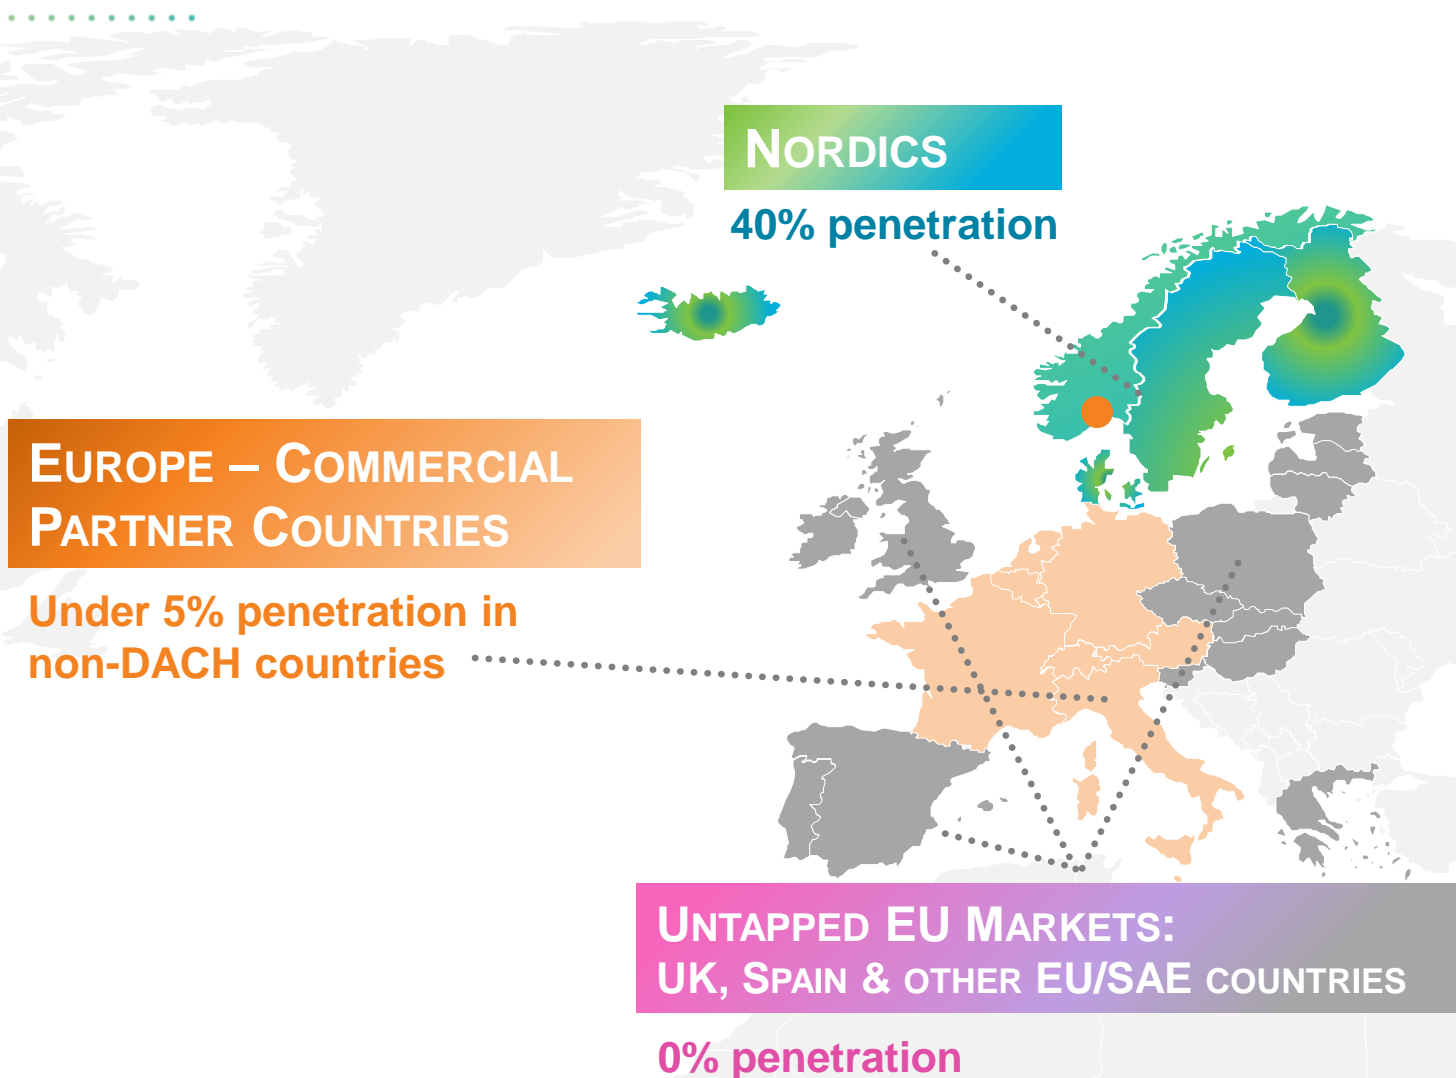 NORDICS
40% penetration
EUROPE – COMMERCIAL
PARTNER COUNTRIES
Under 5% penetration in
non-DACH countries
UNTAPPED EU MARKETS:
UK, SPAIN & OTHER EU/SAE COUNTRIES
0% penetration